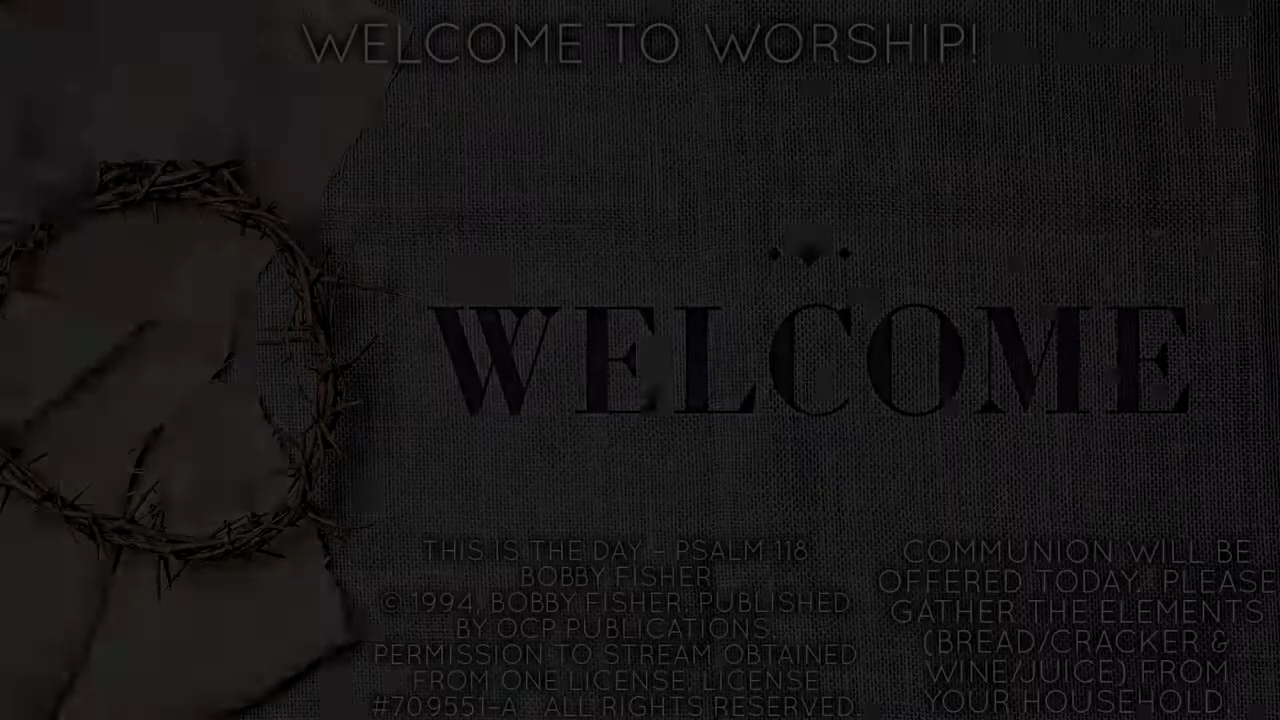 WELCOME TO WORSHIP!
WELCOME
THIS IS THE DAY - PSALM 118
BOBBY FISHER
© 1994, BOBBY FISHER. PUBLISHED
BY OCP PUBLICATIONS.
PERMISSION TO STREAM OBTAINED
FROM ONE LICENSE. LICENSE
#709551-A ALL RIGHTS RESERVED.
COMMUNION WILL BE
OFFERED TODAY. PLEASE
GATHER THE ELEMENTS
(BREAD/CRACKER &
WINE/JUICE) FROM
YOUR HOUSEHOLD.